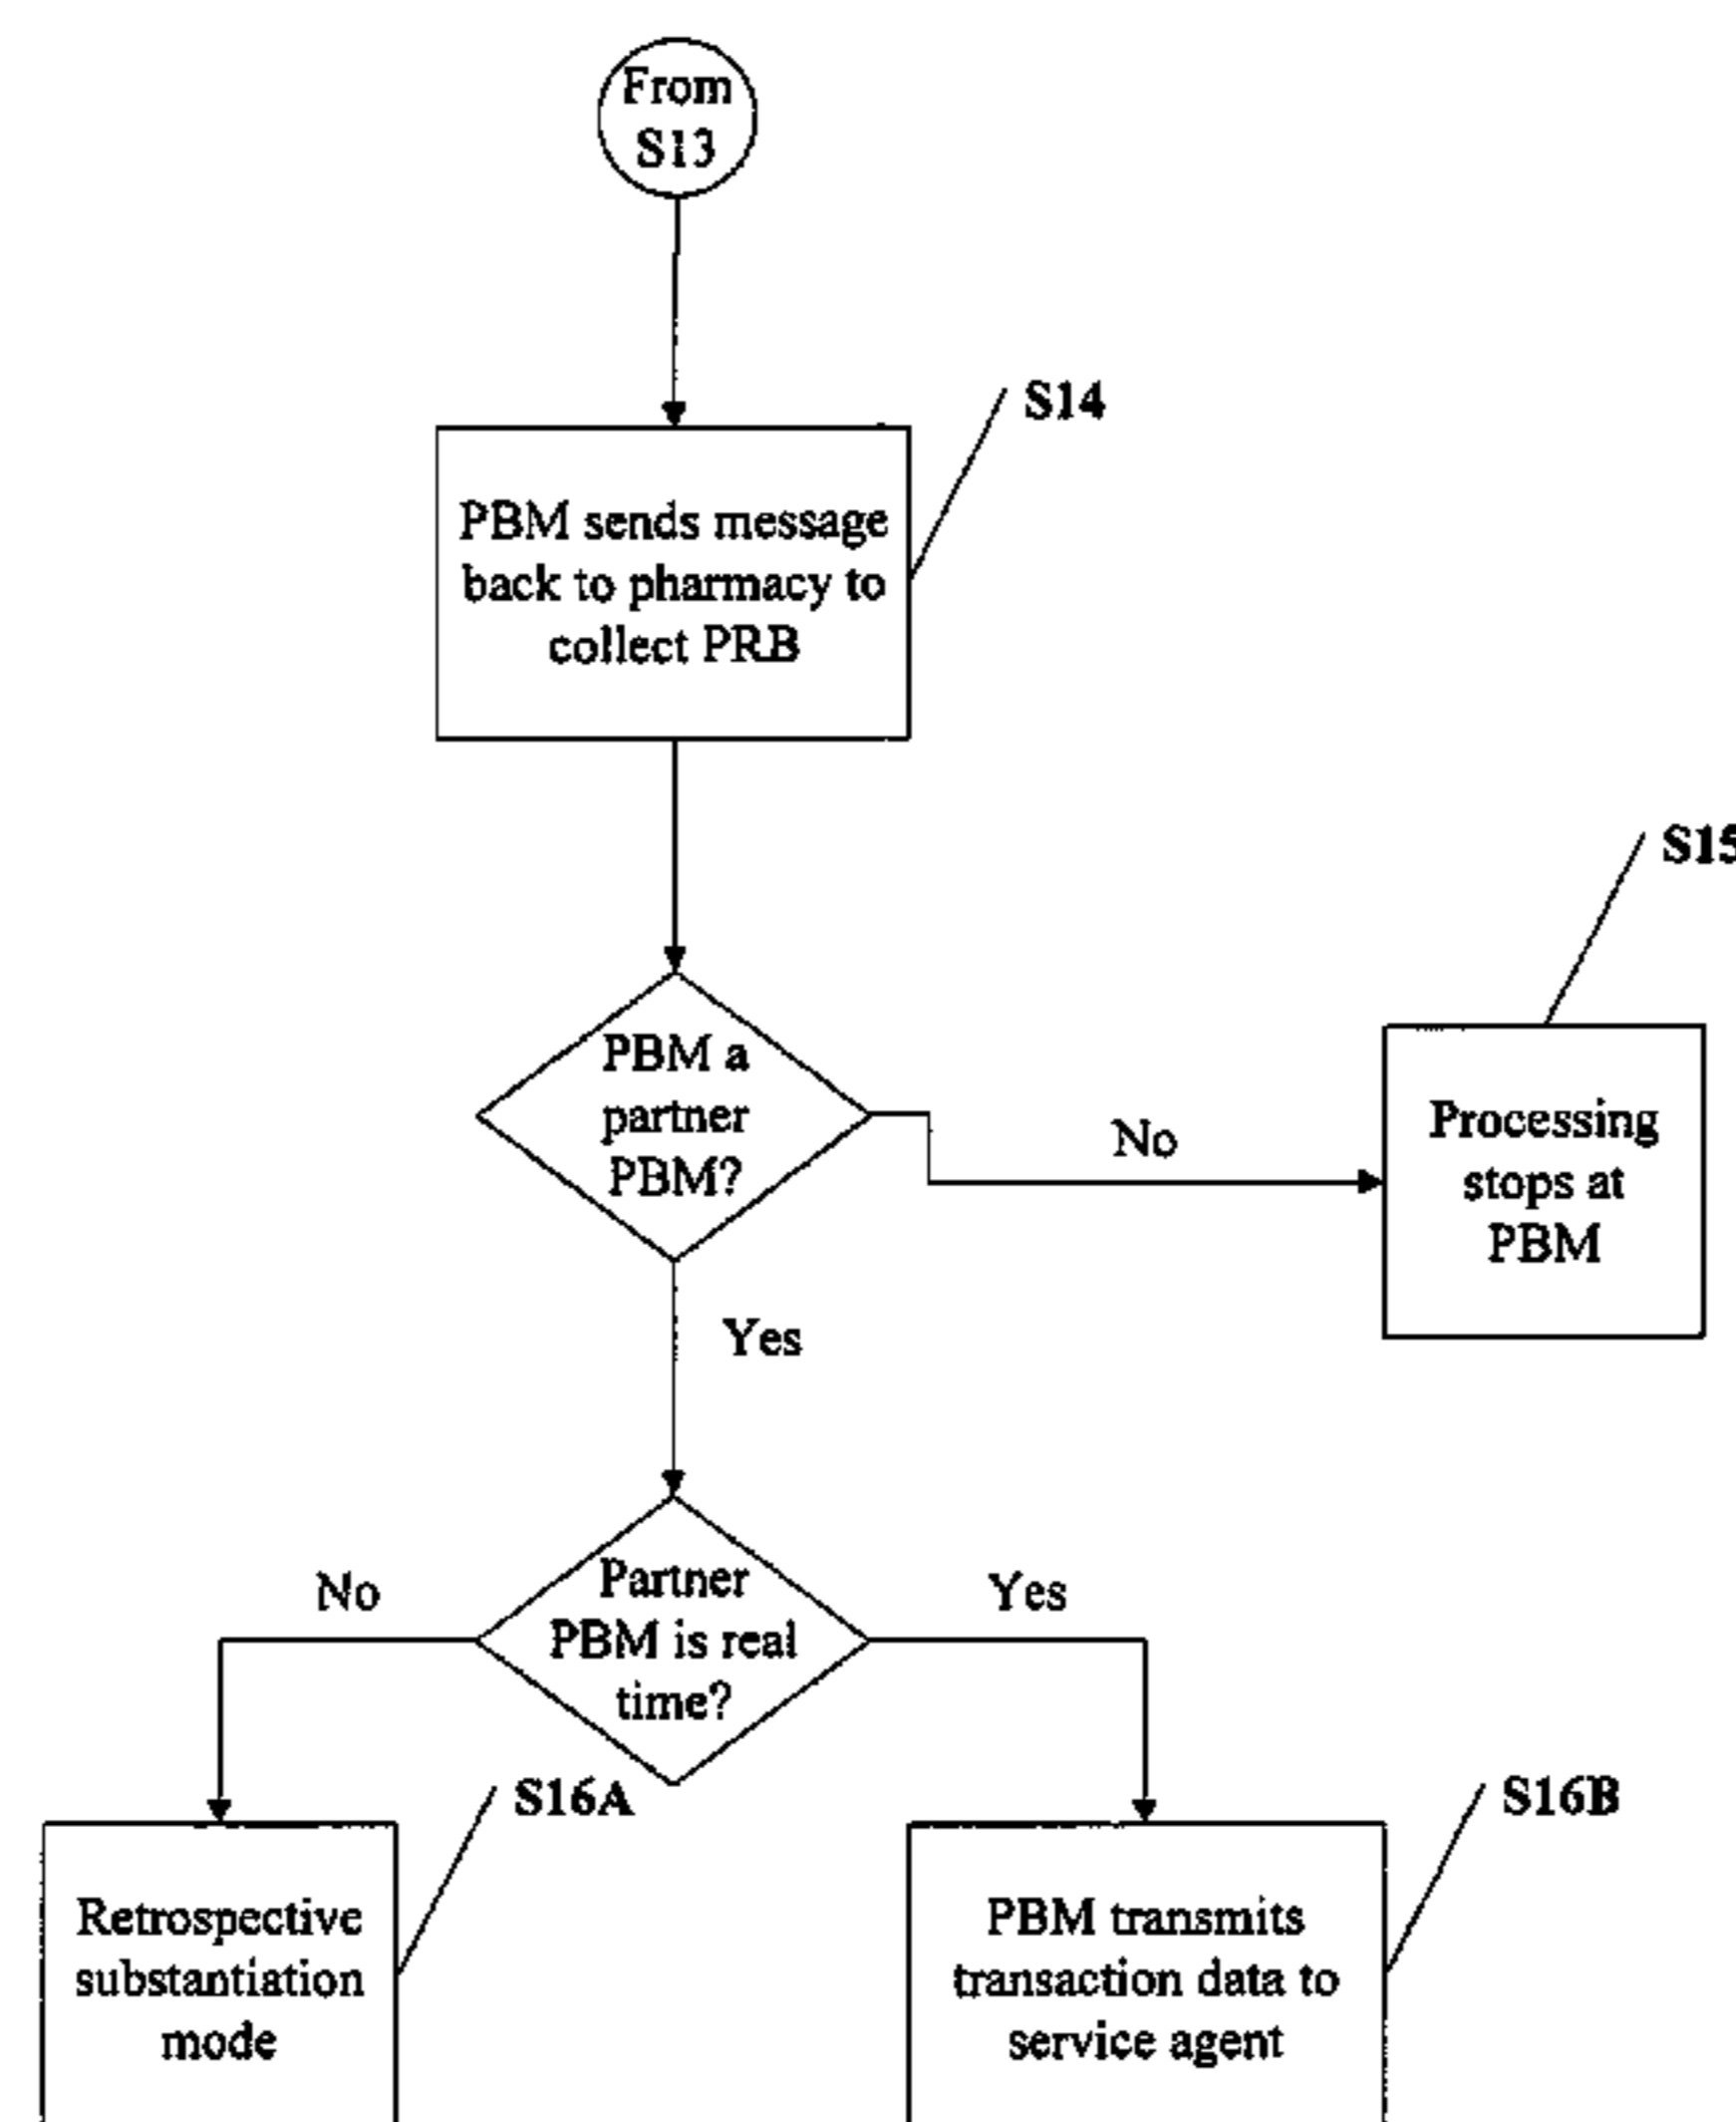 From
S13
S14
PBM sends message
back to pharmacy to
collect PRB
S15
PBM a
partner
PBM?
No
Processing
stops at
PBM
Yes
Partner
PBM is real
time?
No
Yes
S16A
S16B
Retrospective
substantiation
mode
PBM transmits
transaction data to
service agent